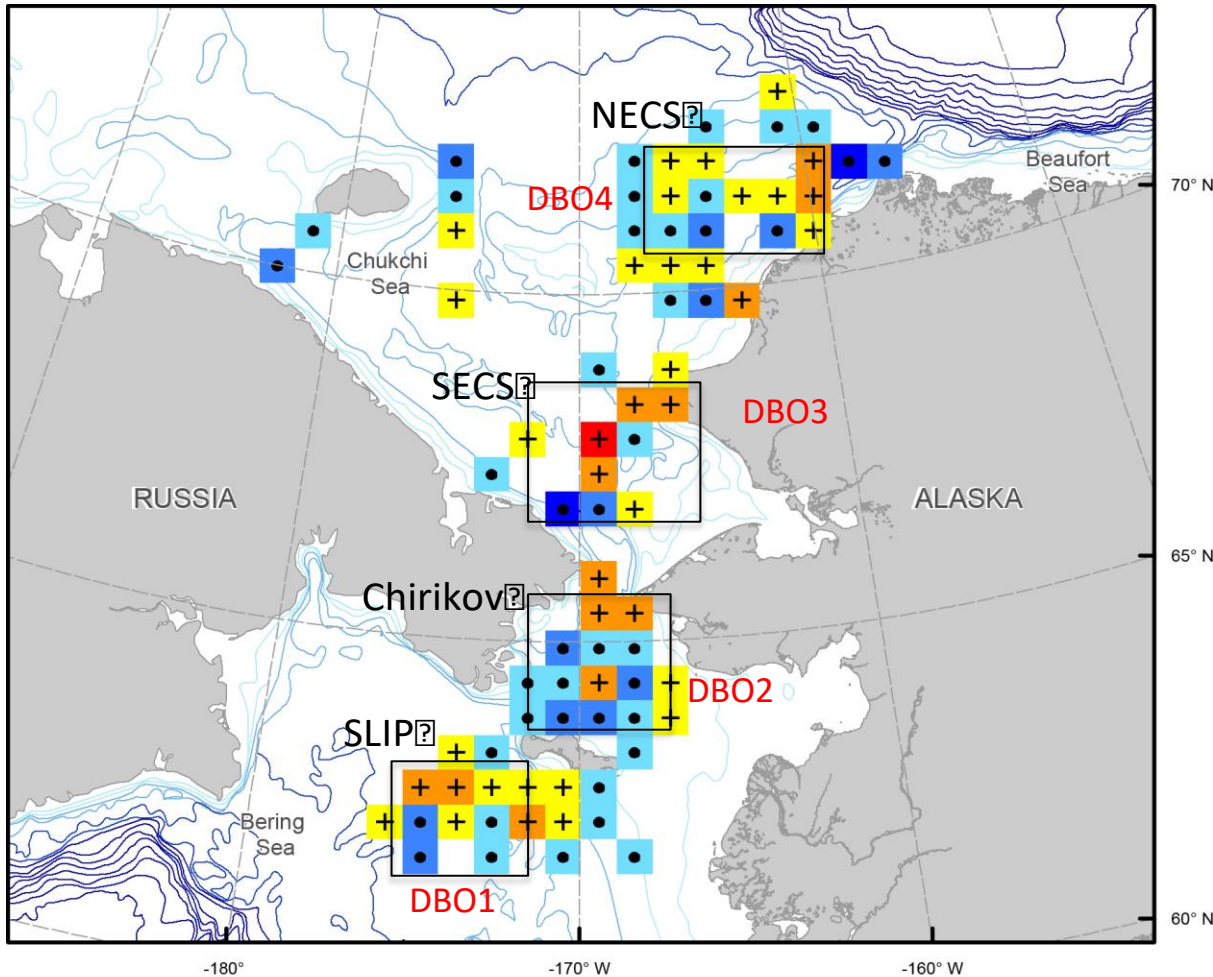 NECS⍰
Beaufort
Sea
70° N
DBO4
Chukchi
Sea
SECS⍰
DBO3
RUSSIA
ALASKA
65° N
Chirikov⍰
DBO2
SLIP⍰
Bering
Sea
DBO1
60° N
-180°
-170° W
-160° W